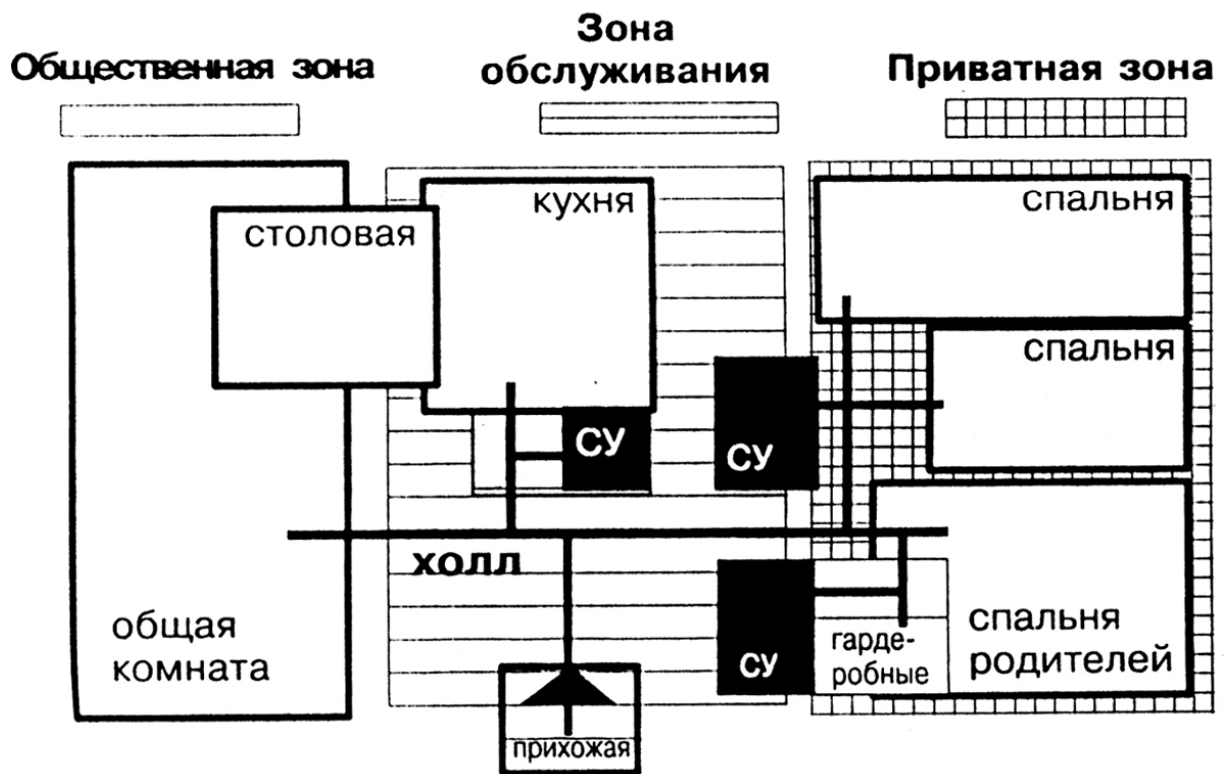 Общественная зона
Зона
обслуживания
Приватная зона
столовая
кухня
спальня
спальня
СУ
СУ
холл
общая
комната
СУ
гарде-
робные
спальня
родителей
прихожая